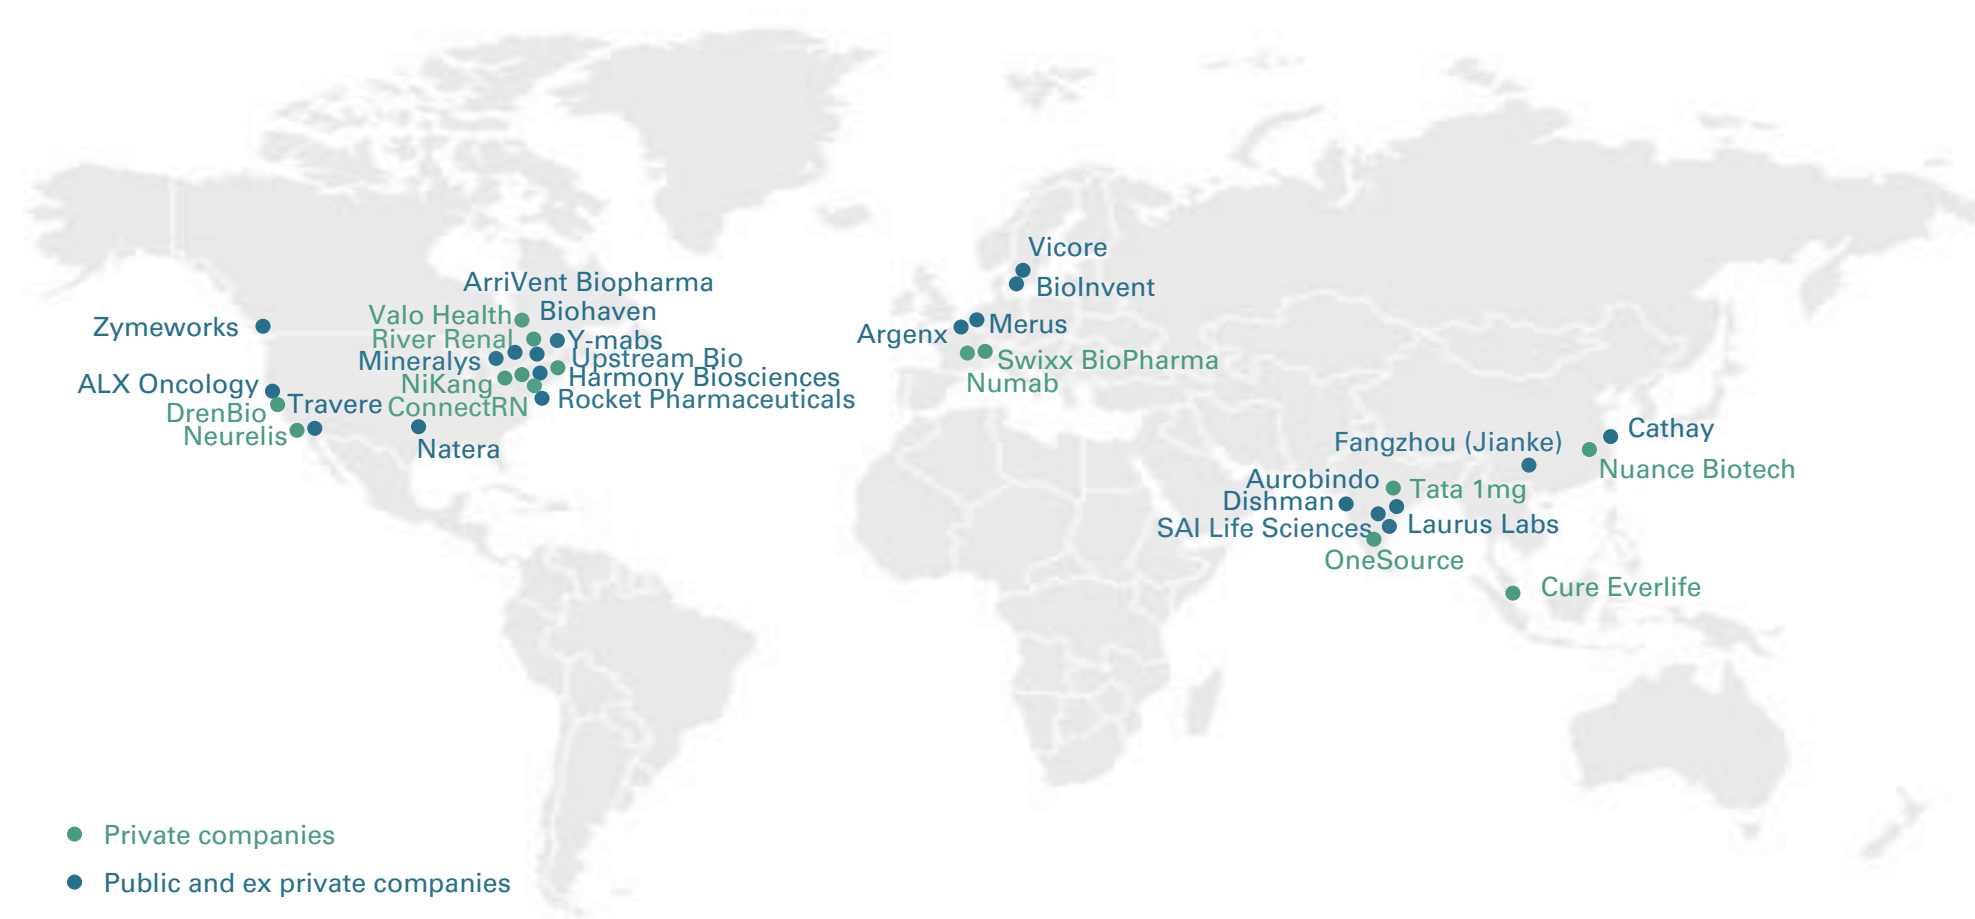 Vicore
ArriVent Biopharma
BioInvent
Valo Health
Biohaven
Zymeworks
River Renal
Y-mabs
Argenx
Merus
Mineralys
Upstream Bio
Swixx BioPharma
ALX Oncology
NiKang
Harmony Biosciences
Numab
DrenBio
Travere
ConnectRN
Rocket Pharmaceuticals
Neurelis
Natera
Fangzhou (Jianke)
Cathay
Nuance Biotech
Aurobindo
Tata 1mg
Dishman
SAI Life Sciences
Laurus Labs
OneSource
Cure Everlife
Private companies
Public and ex private companies